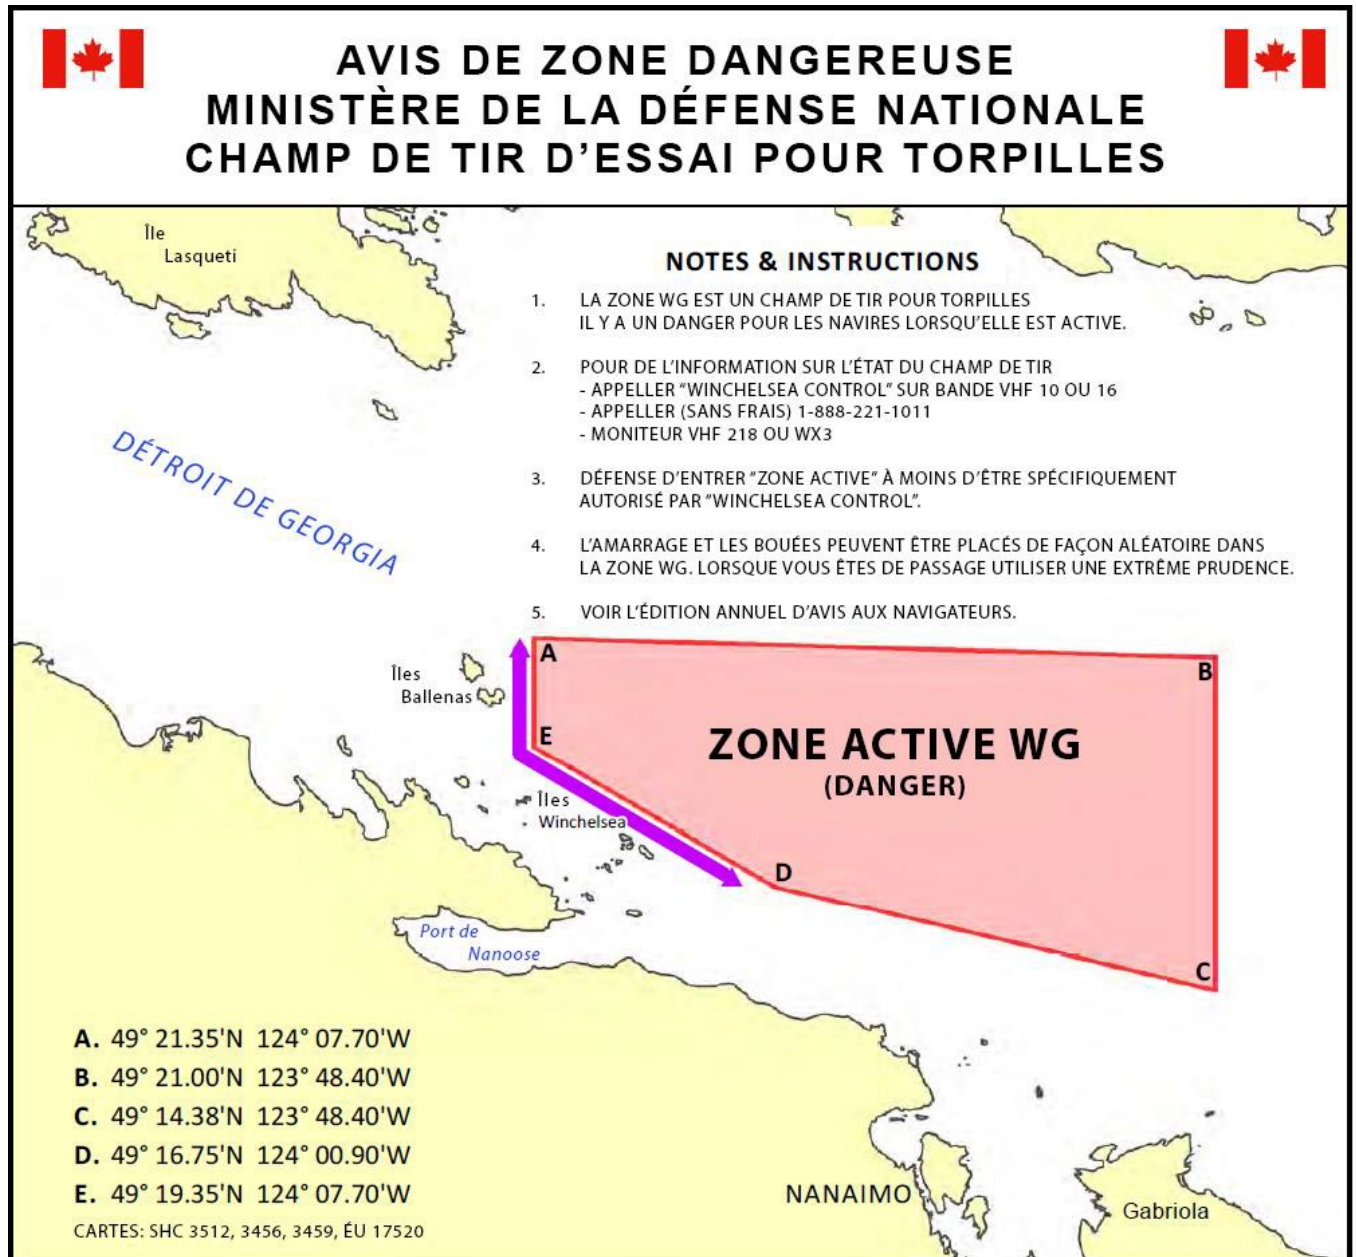 AVIS DE ZONE DANGEREUSE
MINISTÈRE DE LA DÉFENSE NATIONALE
CHAMP DE TIR D'ESSAI POUR TORPILLES
Île
Lasqueti
NOTES & INSTRUCTIONS
1. LA ZONE WG EST UN CHAMP DE TIR POUR TORPILLES
IL Y A UN DANGER POUR LES NAVIRES LORSQU'ELLE EST ACTIVE.
2. POUR DE L'INFORMATION SUR L'ÉTAT DU CHAMP DE TIR
- APPELLER "WINCHELSEA CONTROL" SUR BANDE VHF 10 OU 16
- APPELLER (SANS FRAIS) 1-888-221-1011
- MONITEUR VHF 218 OU WX3
3. DÉFENSE D'ENTRER "ZONE ACTIVE" À MOINS D'ÊTRE SPÉCIFIQUEMENT
AUTORISÉ PAR "WINCHELSEA CONTROL".
4. L'AMARRAGE ET LES BOUÉES PEUVENT ÊTRE PLACÉS DE FAÇON ALÉATOIRE DANS
LA ZONE WG. LORSQUE VOUS ÊTES DE PASSAGE UTILISER UNE EXTRÊME PRUDENCE.
5. VOIR L'ÉDITION ANNUEL D'AVIS AUX NAVIGATEURS.
DÉTROIT DE GEORGIA
Îles
Ballenas
A
B
E
ZONE ACTIVE WG
(DANGER)
Îles
Winchelsea
D
C
Port de
Nanoose
A. 49° 21.35'N 124° 07.70'W
B. 49° 21.00'N 123° 48.40'W
C. 49° 14.38'N 123° 48.40'W
D. 49° 16.75'N 124° 00.90'W
E. 49° 19.35'N 124° 07.70'W
CARTES: SHC 3512, 3456, 3459, ÉU 17520
NANAIMO
Gabriola